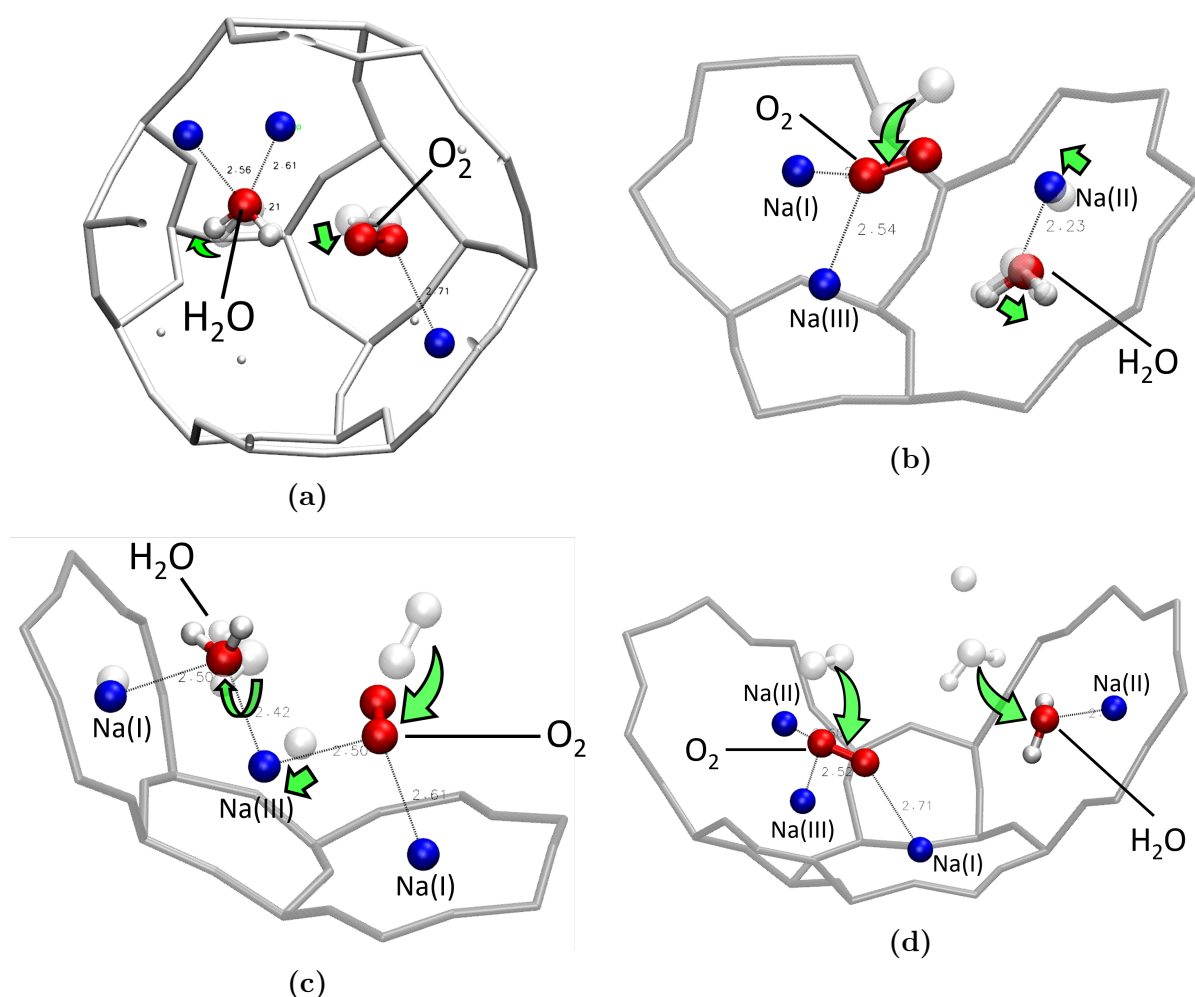 O₂
2.56
2.61
.21
2.71
H₂O
(a)
O₂
Na(I)
Na(II)
2.54
2.23
Na(III)
H₂O
(b)
H₂O
2.50
Na(I)
2.42
2.50
O₂
Na(III)
2.61
Na(I)
(c)
Na(II)
Na(II)
O₂
2.52
2.71
Na(III)
Na(I)
H₂O
(d)